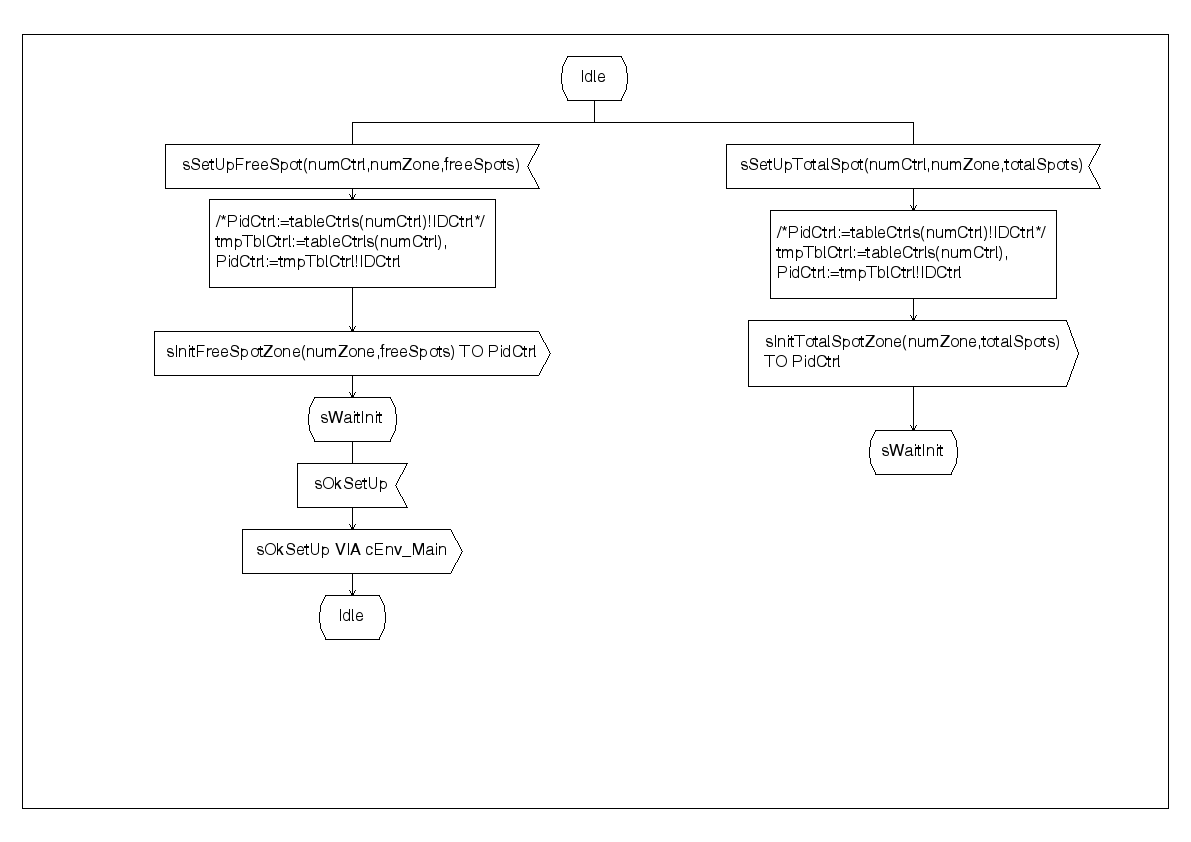 Idle
sSetUpFreeSpot(numCtrl,numZone,freeSpots)
/*PidCtrl:=tableCtrls(numCtrl)!IDCtrl*/
tmpTblCtrl:=tableCtrls(numCtrl),
PidCtrl:=tmpTblCtrl!IDCtrl
sInitFreeSpotZone(numZone,freeSpots) TO PidCtrl
sWaitInit
sOkSetUp
sOkSetUp VIA cEnv_Main
Idle
sSetUpTotalSpot(numCtrl,numZone,totalSpots)
/*PidCtrl:=tableCtrls(numCtrl)!IDCtrl*/
tmpTblCtrl:=tableCtrls(numCtrl),
PidCtrl:=tmpTblCtrl!IDCtrl
sInitTotalSpotZone(numZone,totalSpots)
TO PidCtrl
sWaitInit